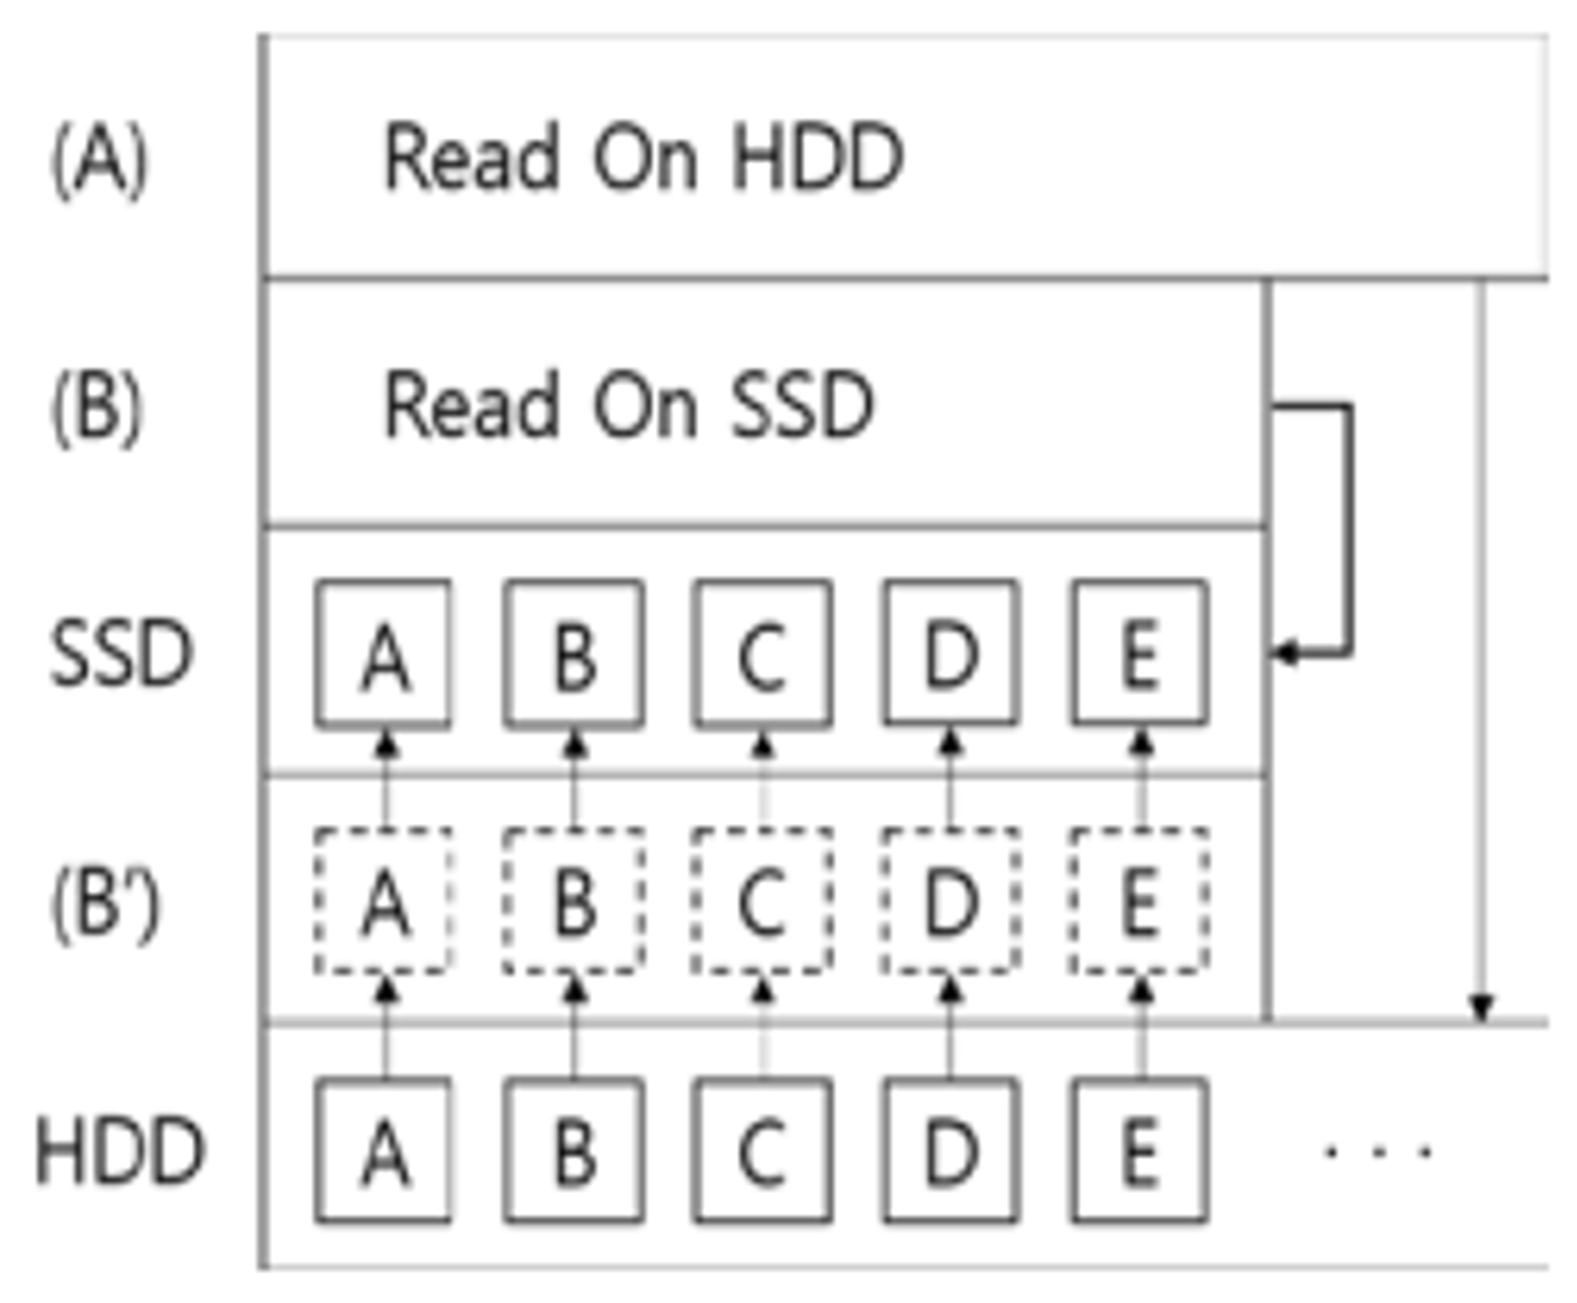 (A) Read On HDD
(B) Read On SSD
SSD A B C D E
(B') A B C D E
HDD A B C D E . . .